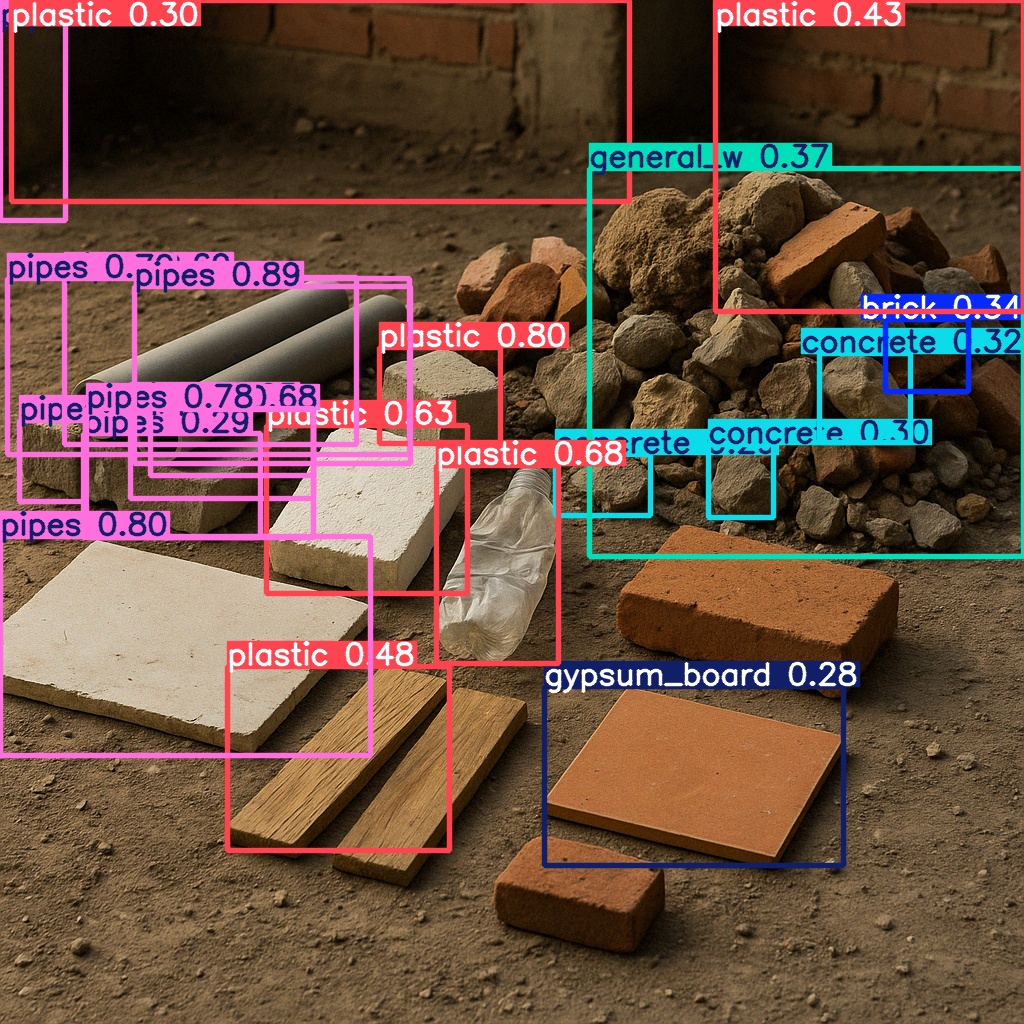 plastic 0.30
plastic 0.43
general_w 0.37
pipes 0.89
brick 0.34
plastic 0.80
concrete 0.32
pipes 0.78
0.68
plastic 0.63
pipes 0.29
concrete 0.30
plastic 0.68
pipes 0.80
plastic 0.48
gypsum_board 0.28